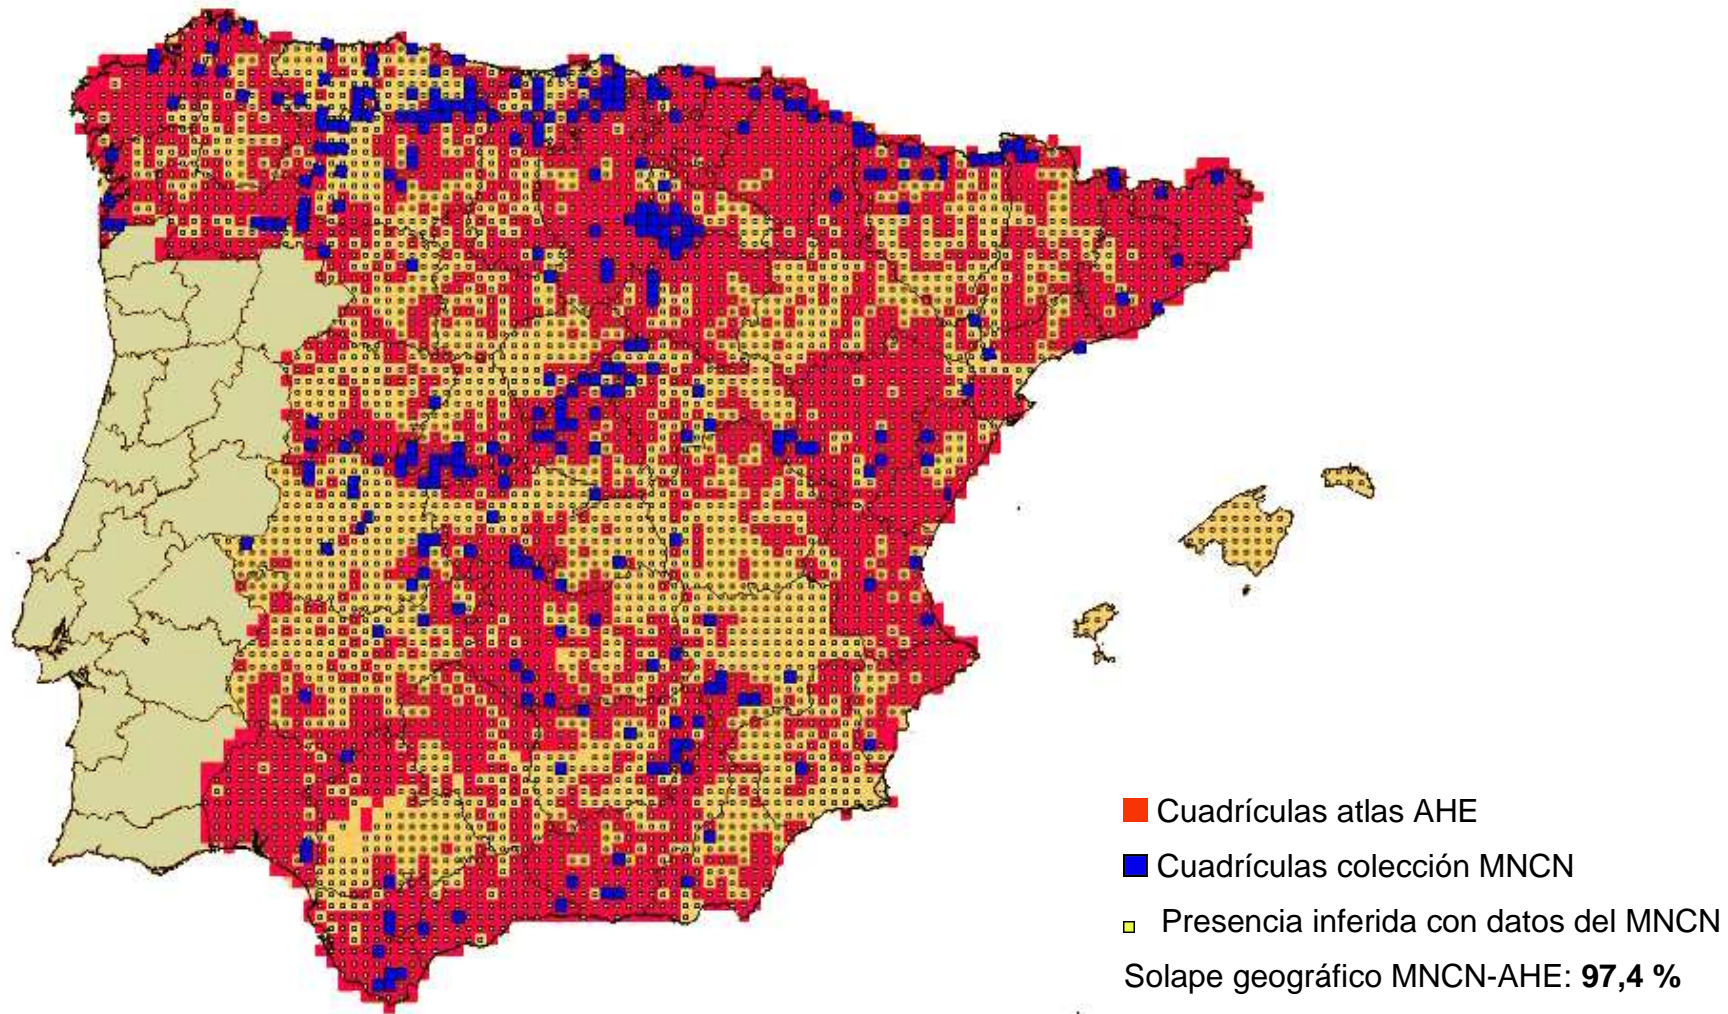 Cuadrículas atlas AHE
Cuadrículas colección MNCN
Presencia inferida con datos del MNCN
Solape geográfico MNCN-AHE: 97,4 %